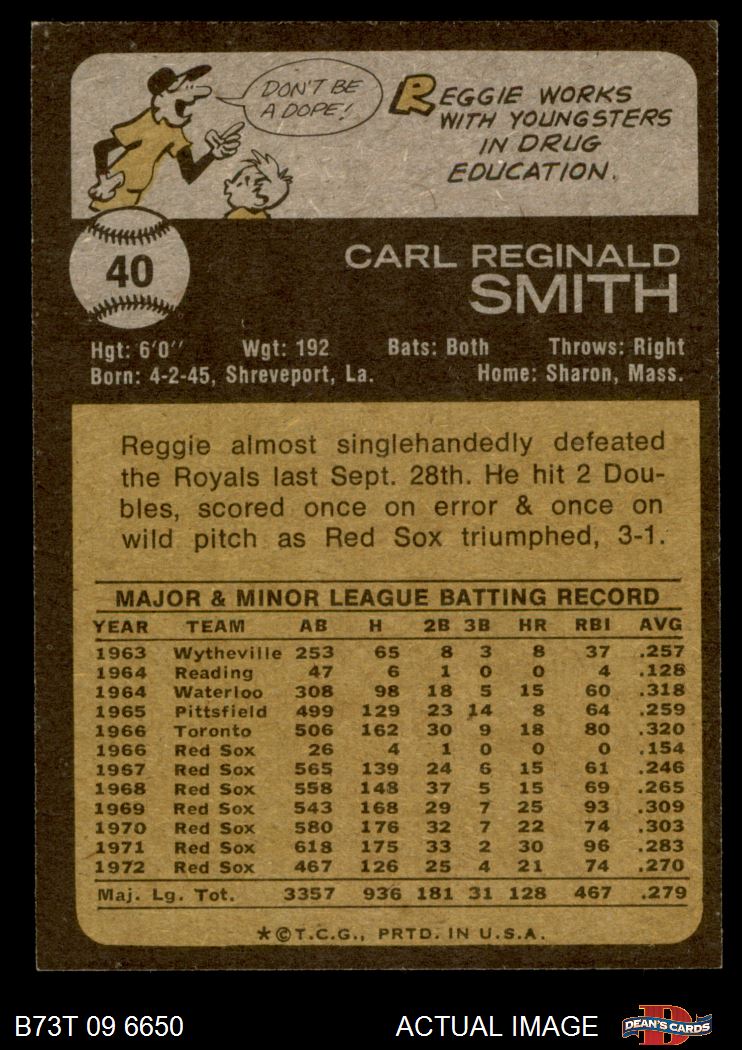 DON'T BE
A DOPE!
REGGIE WORKS
WITH YOUNGSTERS
IN DRUG
EDUCATION.
40
CARL REGINALD
SMITH
Hgt: 6'0'' Wgt: 192 Bats: Both Throws: Right
Born: 4-2-45, Shreveport, La. Home: Sharon, Mass.
Reggie almost singlehandedly defeated
the Royals last Sept. 28th. He hit 2 Dou-
bles, scored once on error & once on
wild pitch as Red Sox triumphed, 3-1.
MAJOR & MINOR LEAGUE BATTING RECORD
YEAR TEAM AB H 2B 3B HR RBI AVG
1963 Wytheville 253 65 8 3 8 37 .257
1964 Reading 47 6 1 0 0 4 .128
1964 Waterloo 308 98 18 5 15 60 .318
1965 Pittsfield 499 129 23 14 8 64 .259
1966 Toronto 506 162 30 9 18 80 .320
1966 Red Sox 26 4 1 0 0 0 .154
1967 Red Sox 565 139 24 6 15 61 .246
1968 Red Sox 558 148 37 5 15 69 .265
1969 Red Sox 543 168 29 7 25 93 .309
1970 Red Sox 580 176 32 7 22 74 .303
1971 Red Sox 618 175 33 2 30 96 .283
1972 Red Sox 467 126 25 4 21 74 .270
Maj. Lg. Tot. 3357 936 181 31 128 467 .279
*©T.C.G., PRTD. IN U.S.A.
B73T 09 6650 ACTUAL IMAGE
D
DEAN'S CARDS